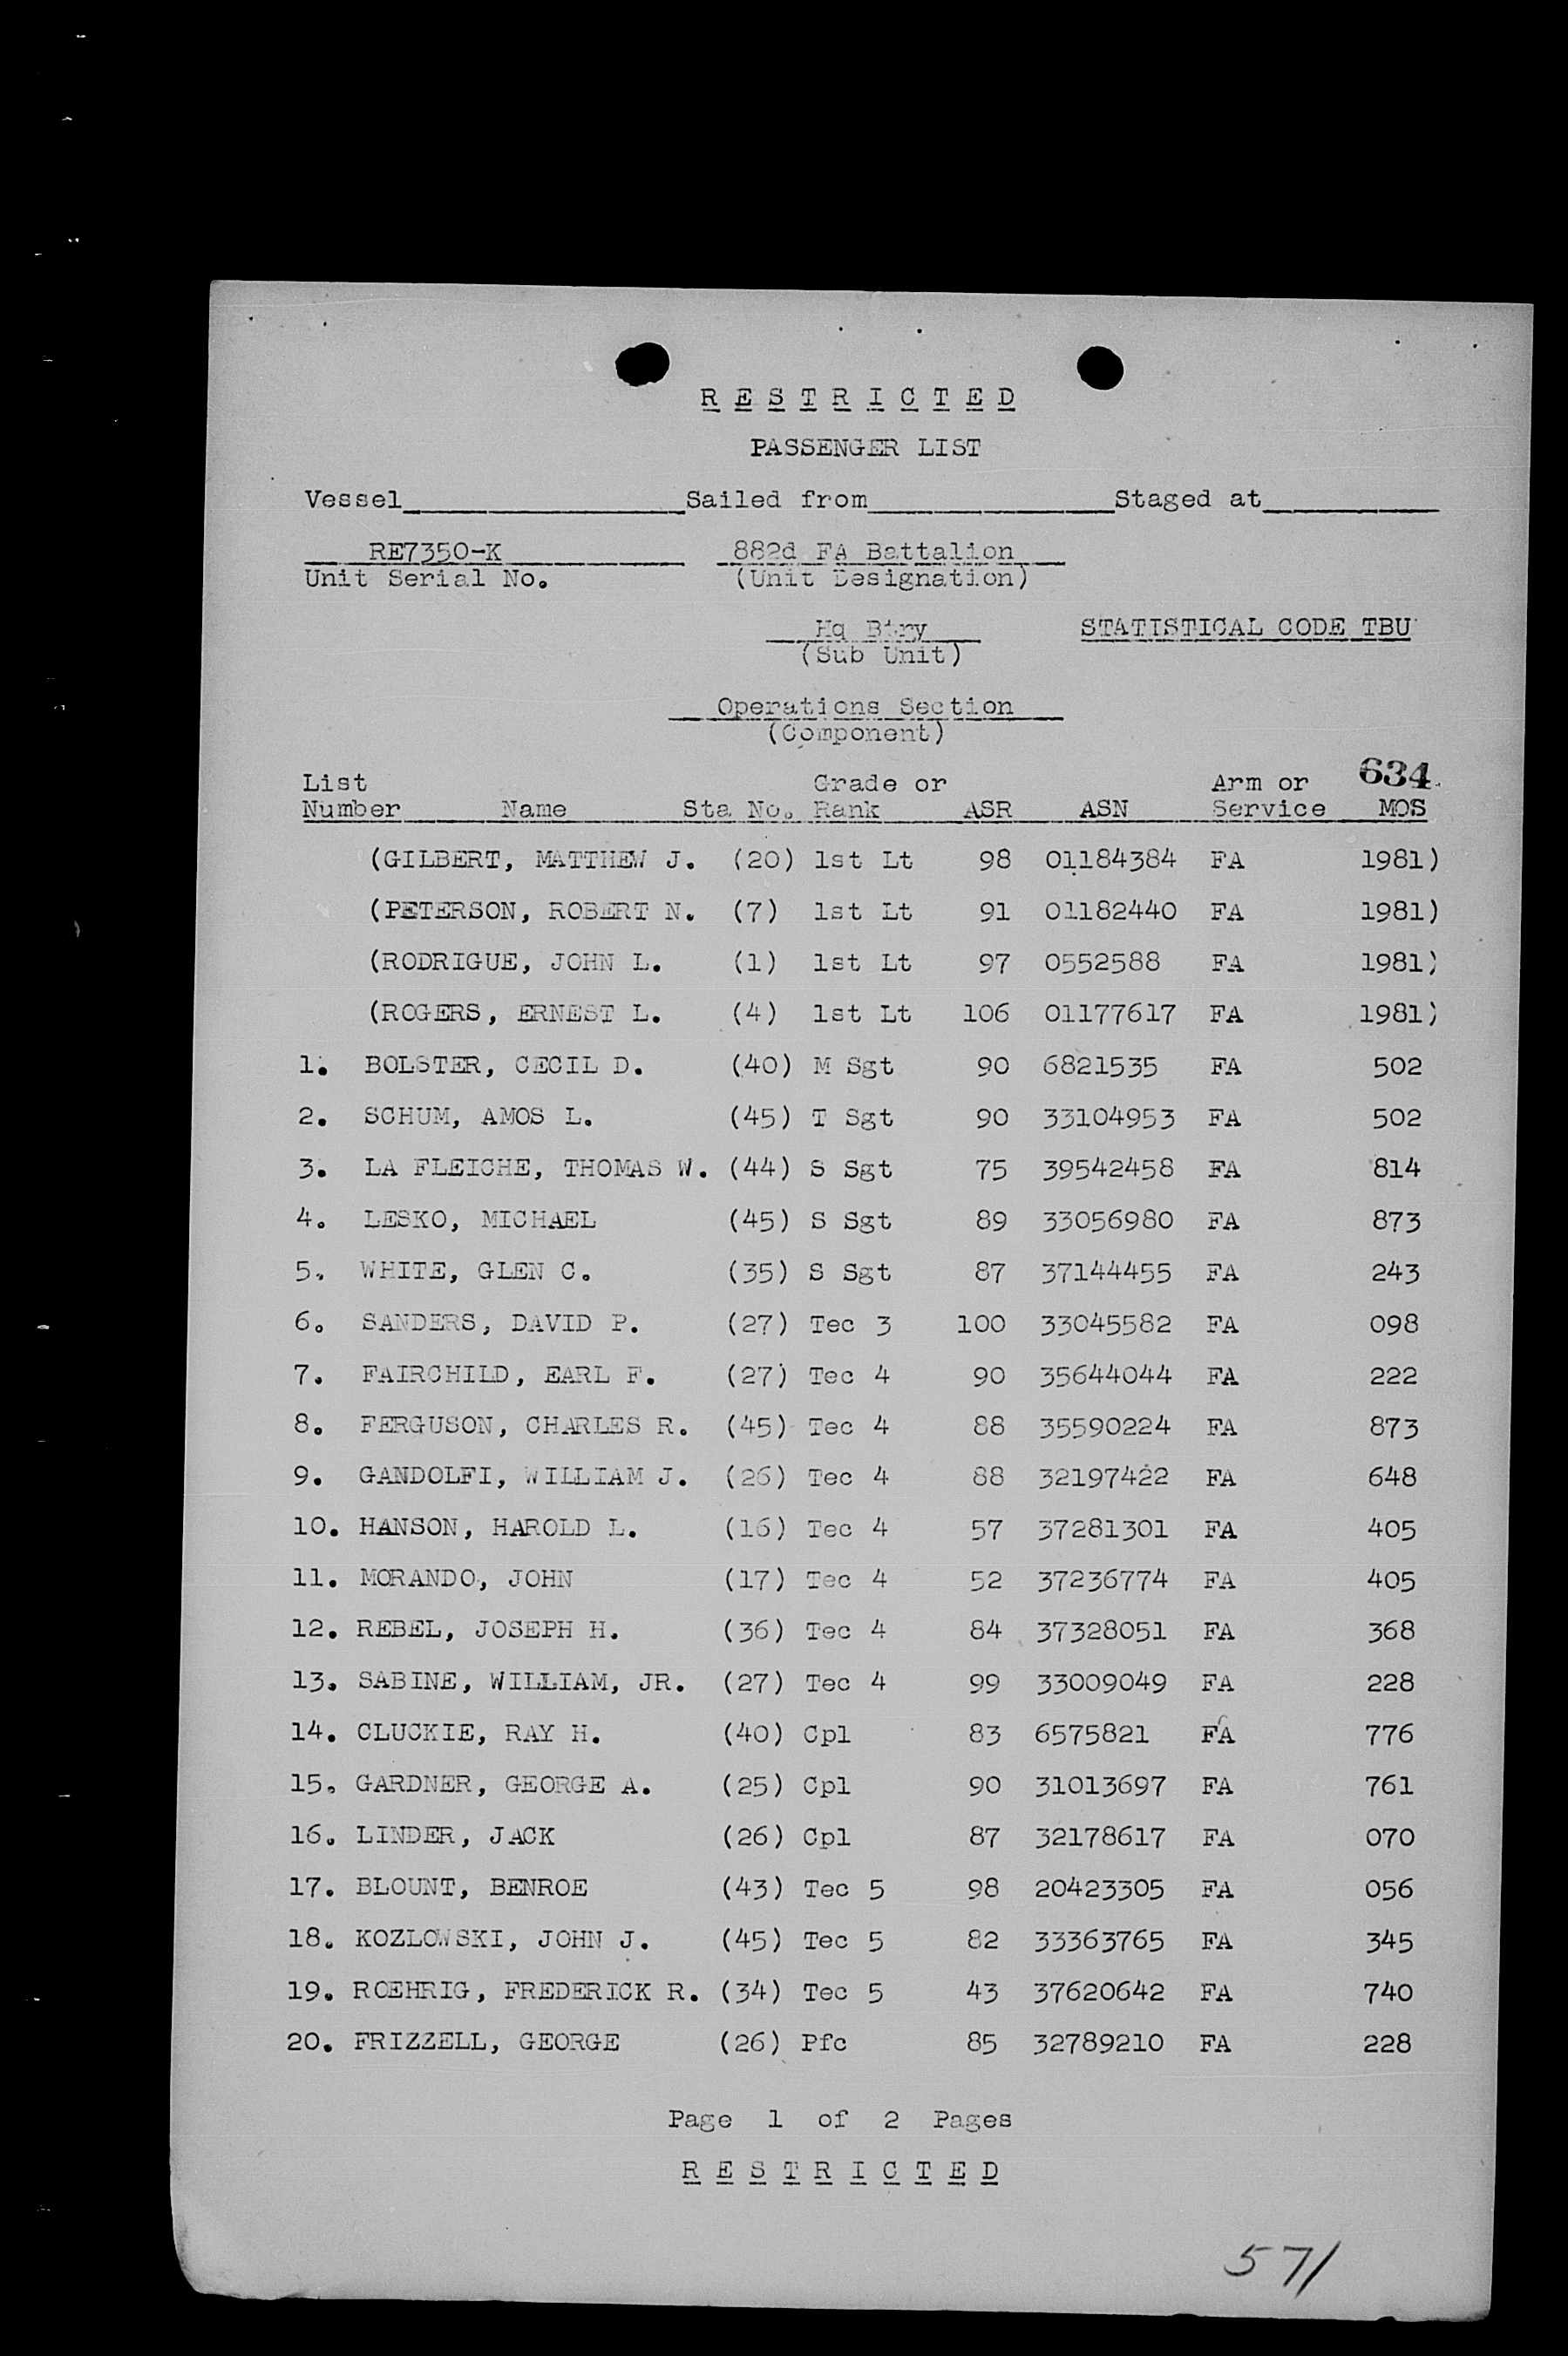 R E S T R I C T E D
PASSENGER LIST
Vessel Sailed from Staged at
RE7350-K 882d FA Battalion
Unit Serial No. (Unit Designation)
Hq Btry STATISTICAL CODE TBU
(Sub Unit)
Operations Section
(Component)
634
List Grade or Arm or
Number Name Sta No. Rank ASR ASN Service MOS
(GILBERT, MATTHEW J. (20) 1st Lt 98 01184384 FA 1981)
(PETERSON, ROBERT N. (7) 1st Lt 91 01182440 FA 1981)
(RODRIGUE, JOHN L. (1) 1st Lt 97 0552588 FA 1981)
(ROGERS, ERNEST L. (4) 1st Lt 106 01177617 FA 1981)
1. BOLSTER, CECIL D. (40) M Sgt 90 6821535 FA 502
2. SCHUM, AMOS L. (45) T Sgt 90 33104953 FA 502
3. LA FLEICHE, THOMAS W. (44) S Sgt 75 39542458 FA 814
4. LESKO, MICHAEL (45) S Sgt 89 33056980 FA 873
5. WHITE, GLEN C. (35) S Sgt 87 37144455 FA 243
6. SANDERS, DAVID P. (27) Tec 3 100 33045582 FA 098
7. FAIRCHILD, EARL F. (27) Tec 4 90 35644044 FA 222
8. FERGUSON, CHARLES R. (45) Tec 4 88 35590224 FA 873
9. GANDOLFI, WILLIAM J. (26) Tec 4 88 32197422 FA 648
10. HANSON, HAROLD L. (16) Tec 4 57 37281301 FA 405
11. MORANDO, JOHN (17) Tec 4 52 37236774 FA 405
12. REBEL, JOSEPH H. (36) Tec 4 84 37328051 FA 368
13. SABINE, WILLIAM, JR. (27) Tec 4 99 33009049 FA 228
14. CLUCKIE, RAY H. (40) Cpl 83 6575821 FA 776
15. GARDNER, GEORGE A. (25) Cpl 90 31013697 FA 761
16. LINDER, JACK (26) Cpl 87 32178617 FA 070
17. BLOUNT, BENROE (43) Tec 5 98 20423305 FA 056
18. KOZLOWSKI, JOHN J. (45) Tec 5 82 33363765 FA 345
19. ROEHRIG, FREDERICK R. (34) Tec 5 43 37620642 FA 740
20. FRIZZELL, GEORGE (26) Pfc 85 32789210 FA 228
Page 1 of 2 Pages
R E S T R I C T E D
571